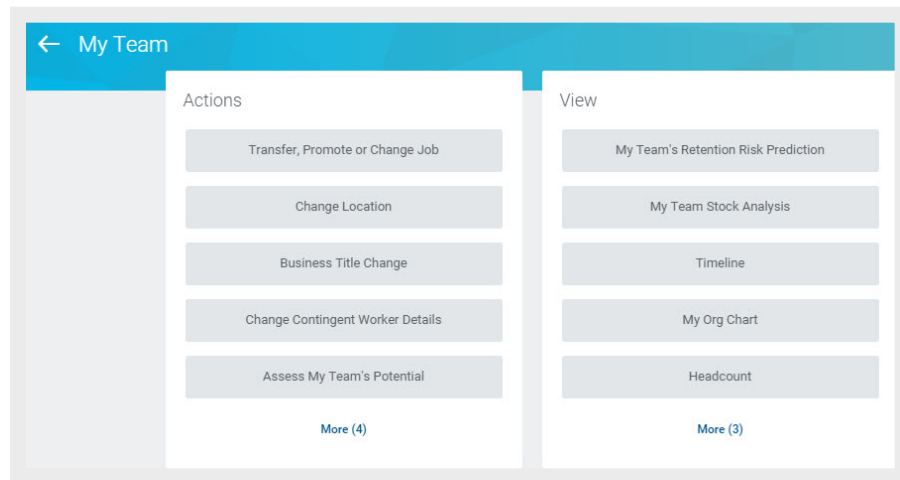 My Team
Actions
Transfer, Promote or Change Job
Change Location
Business Title Change
Change Contingent Worker Details
Assess My Team's Potential
More (4)
View
My Team's Retention Risk Prediction
My Team Stock Analysis
Timeline
My Org Chart
Headcount
More (3)